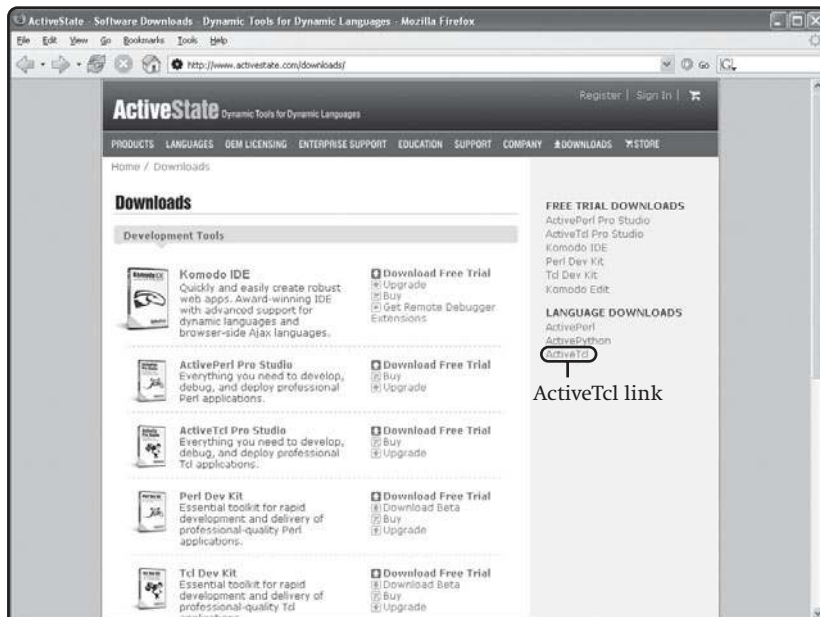 ActiveState - Software Downloads - Dynamic Tools for Dynamic Languages - Mozilla Firefox
File Edit View Go Bookmarks Tools Help
http://www.activestate.com/downloads/
Go
Register | Sign In |
ActiveState Dynamic Tools for Dynamic Languages
PRODUCTS LANGUAGES OEM LICENSING ENTERPRISE SUPPORT EDUCATION SUPPORT COMPANY DOWNLOADS STORE
Home / Downloads
Downloads
Development Tools
Komodo IDE
Quickly and easily create robust
web apps. Award-winning IDE
with advanced support for
dynamic languages and
browser-side Ajax languages.
Download Free Trial
Upgrade
Buy
Get Remote Debugger
Extensions
ActivePerl Pro Studio
Everything you need to develop,
debug, and deploy professional
Perl applications.
Download Free Trial
Buy
Upgrade
ActiveTcl Pro Studio
Everything you need to develop,
debug, and deploy professional
Tcl applications.
Download Free Trial
Buy
Upgrade
Perl Dev Kit
Essential toolkit for rapid
development and delivery of
professional-quality Perl
applications.
Download Free Trial
Download Beta
Buy
Upgrade
Tcl Dev Kit
Essential toolkit for rapid
development and delivery of
professional-quality Tcl
Download Free Trial
Download Beta
Buy
Upgrade
FREE TRIAL DOWNLOADS
ActivePerl Pro Studio
ActiveTcl Pro Studio
Komodo IDE
Perl Dev Kit
Tcl Dev Kit
Komodo Edit
LANGUAGE DOWNLOADS
ActivePerl
ActivePython
ActiveTcl
ActiveTcl link